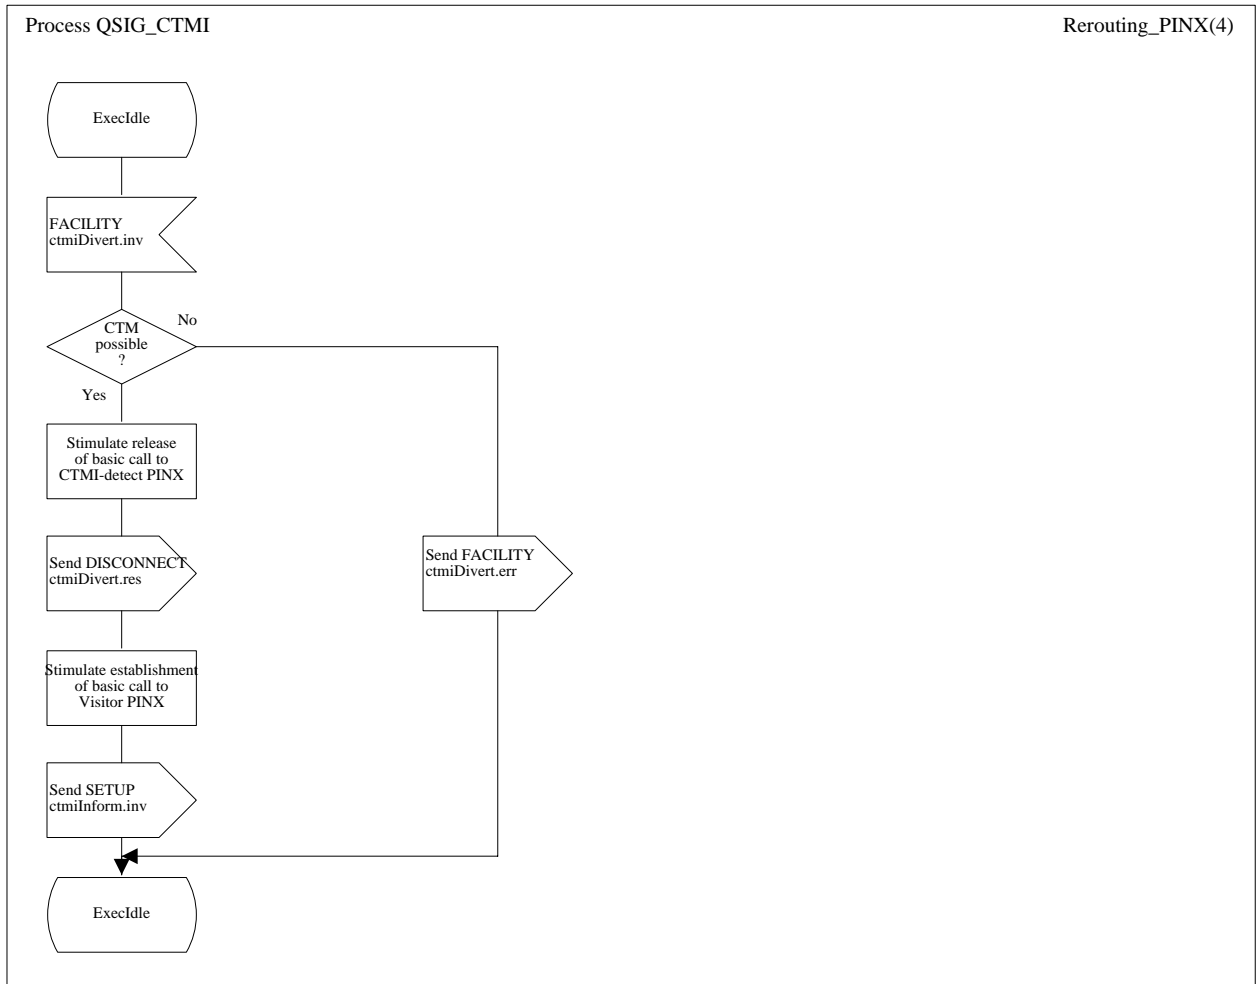 Process QSIG_CTMI
Rerouting_PINX(4)
ExecIdle
FACILITY
ctmiDivert.inv
CTM
possible
?
No
Yes
Stimulate release
of basic call to
CTMI-detect PINX
Send DISCONNECT
ctmiDivert.res
Send FACILITY
ctmiDivert.err
Stimulate establishment
of basic call to
Visitor PINX
Send SETUP
ctmiInform.inv
ExecIdle